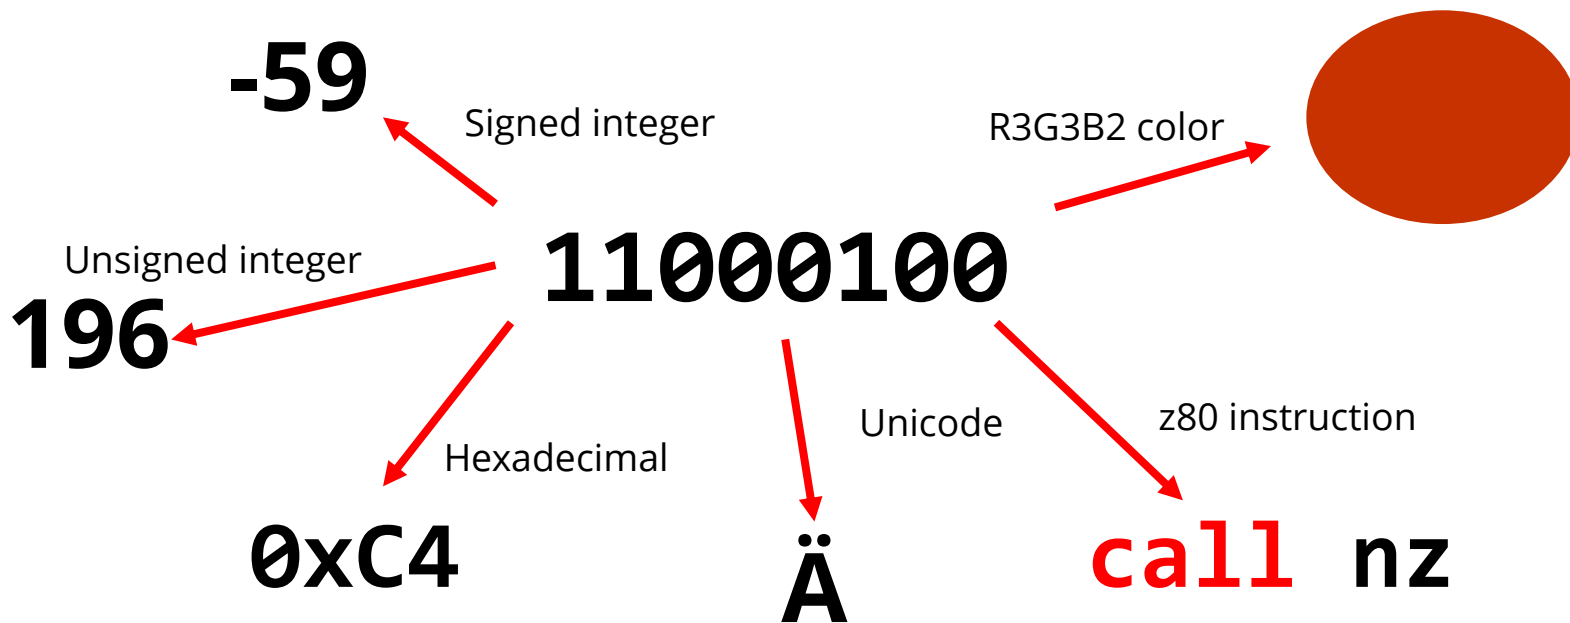 -59
Signed integer
R3G3B2 color
Unsigned integer
11000100
196
Hexadecimal
Unicode
z80 instruction
0xC4
Ä
call nz